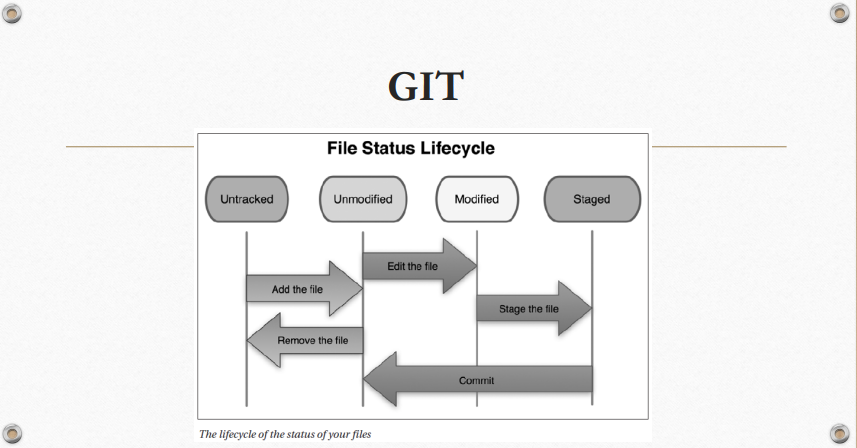 GIT
File Status Lifecycle
Untracked Unmodified Modified Staged
Edit the file
Add the file
Stage the file
Remove the file
Commit
The lifecycle of the status of your files